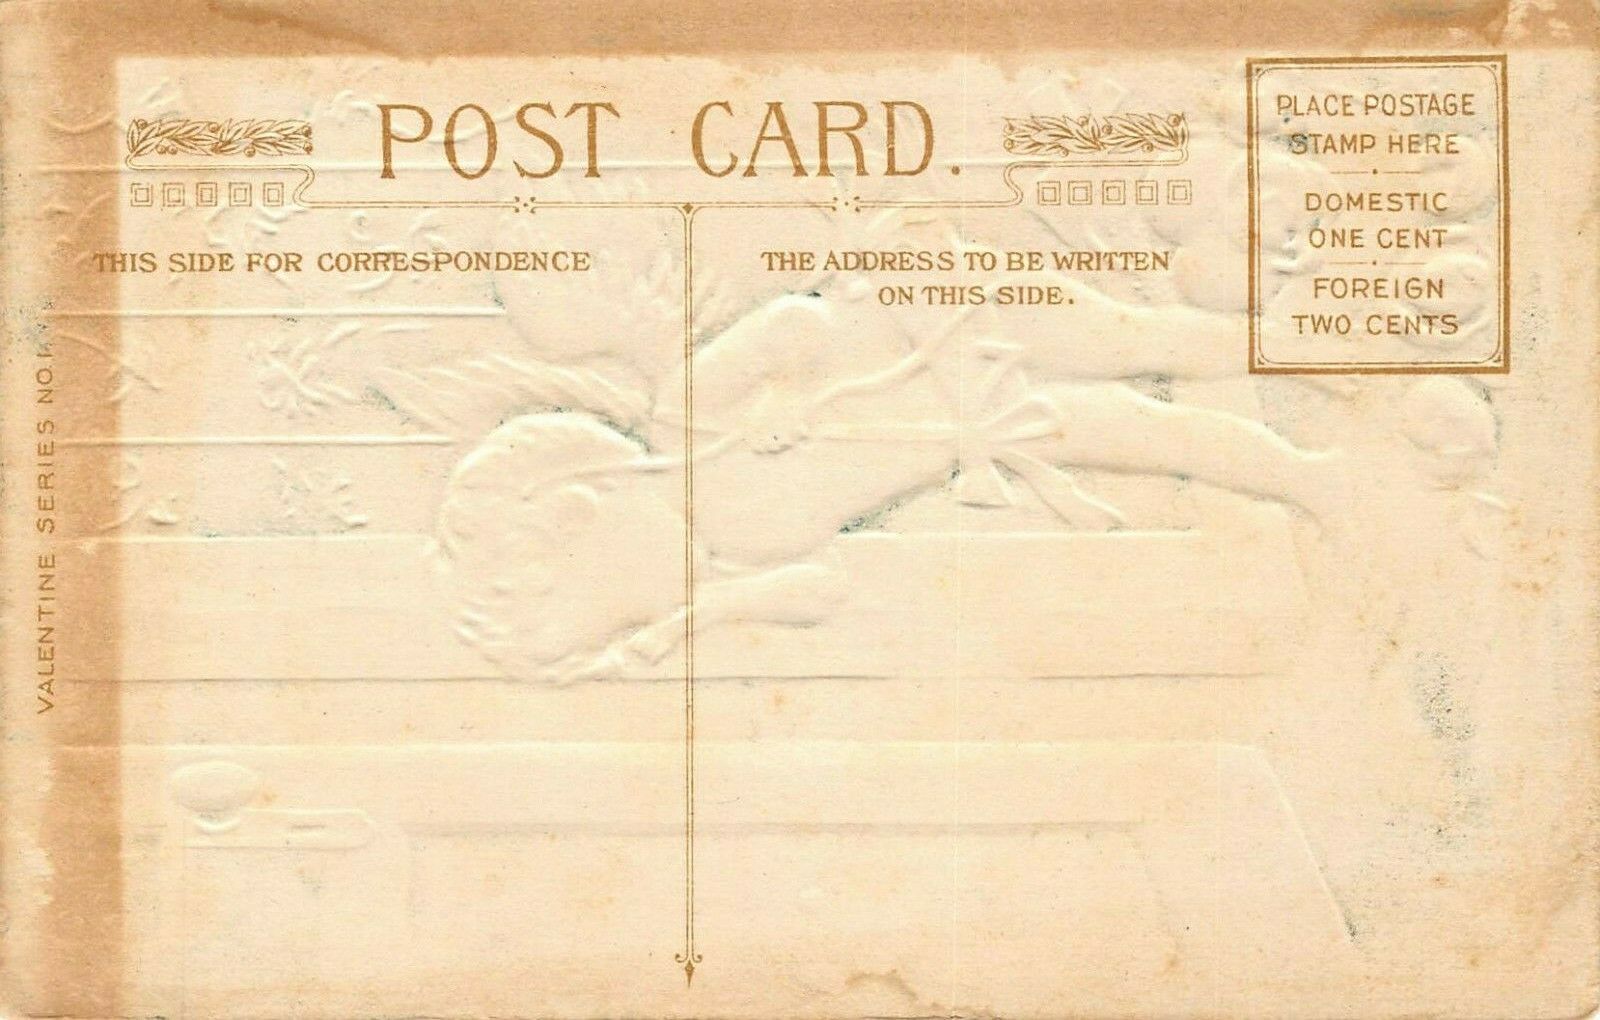 POST CARD.
THIS SIDE FOR CORRESPONDENCE
THE ADDRESS TO BE WRITTEN
ON THIS SIDE.
PLACE POSTAGE
STAMP HERE
DOMESTIC
ONE CENT
FOREIGN
TWO CENTS
VALENTINE SERIES NO.